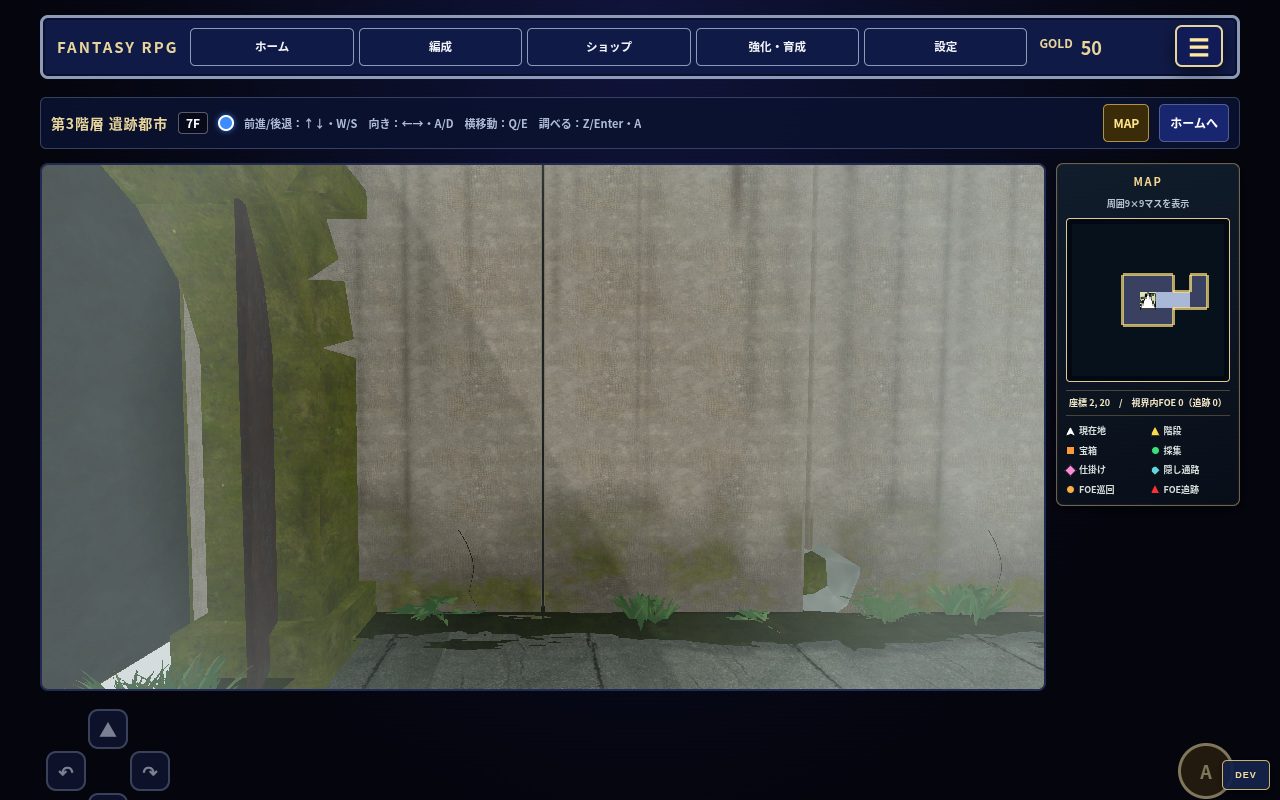 FANTASY RPG
ホーム
編成
ショップ
強化・育成
設定
GOLD 50
第3階層 遺跡都市
7F
前進/後退：↑↓・W/S　向き：←→・A/D　横移動：Q/E　調べる：Z/Enter・A
MAP
ホームへ
MAP
周囲9×9マスを表示
座標 2, 20　/　視界内FOE 0（追跡 0）
現在地
階段
宝箱
採集
仕掛け
隠し通路
FOE巡回
FOE追跡
A
DEV